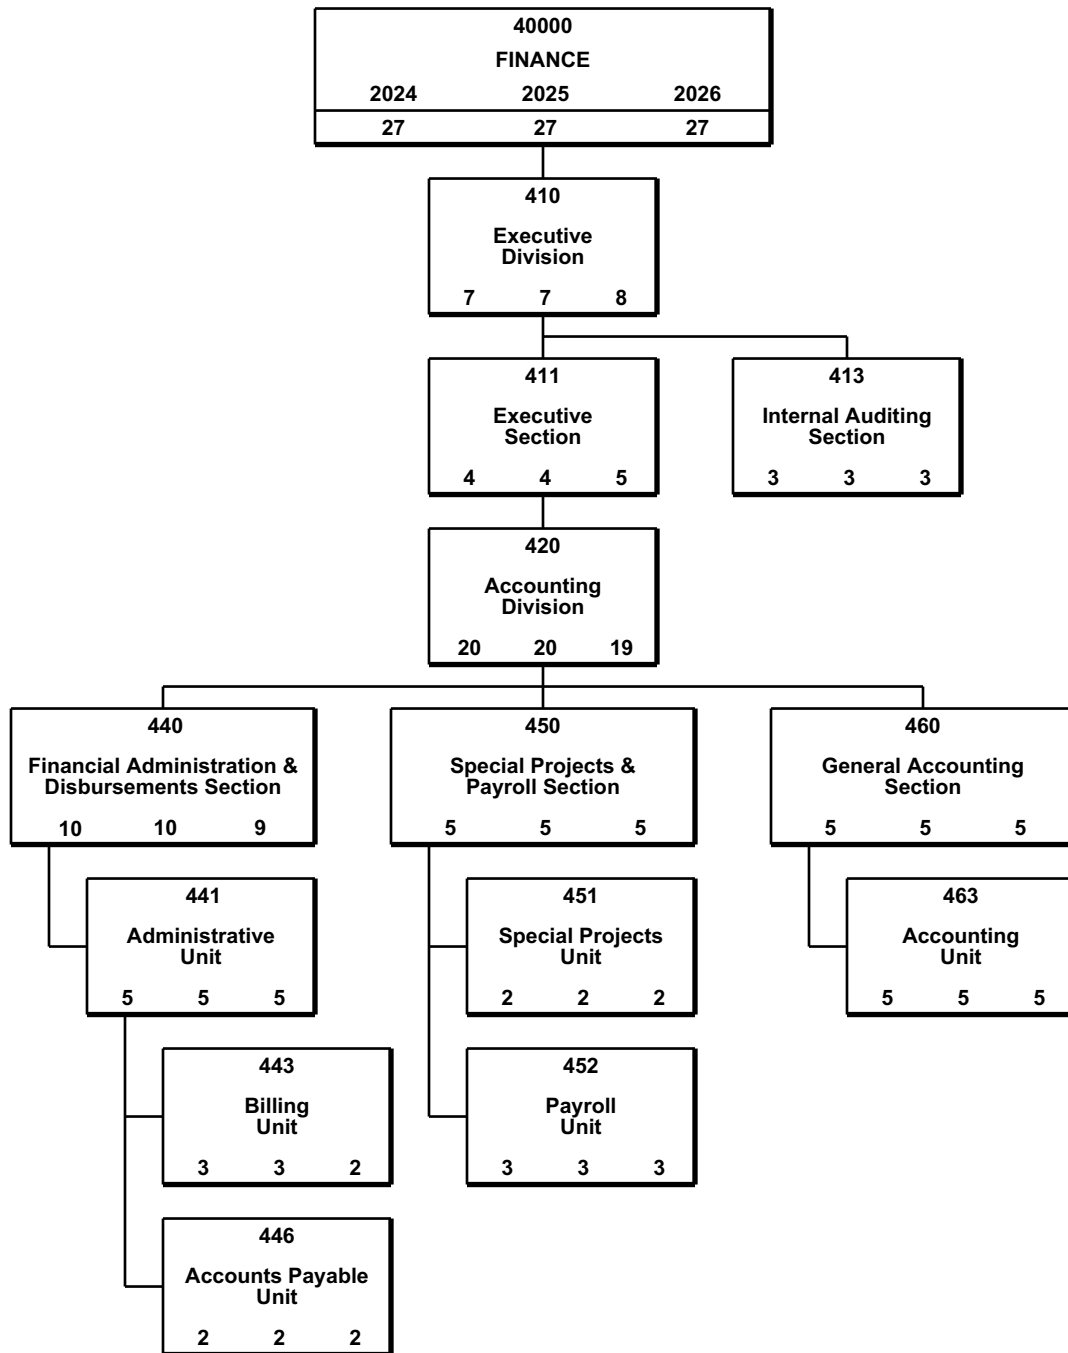 40000
FINANCE
2024 2025 2026
27 27 27
410
Executive
Division
7 7 8
411
Executive
Section
4 4 5
413
Internal Auditing
Section
3 3 3
420
Accounting
Division
20 20 19
440
Financial Administration &
Disbursements Section
10 10 9
441
Administrative
Unit
5 5 5
443
Billing
Unit
3 3 2
446
Accounts Payable
Unit
2 2 2
450
Special Projects &
Payroll Section
5 5 5
451
Special Projects
Unit
2 2 2
452
Payroll
Unit
3 3 3
460
General Accounting
Section
5 5 5
463
Accounting
Unit
5 5 5